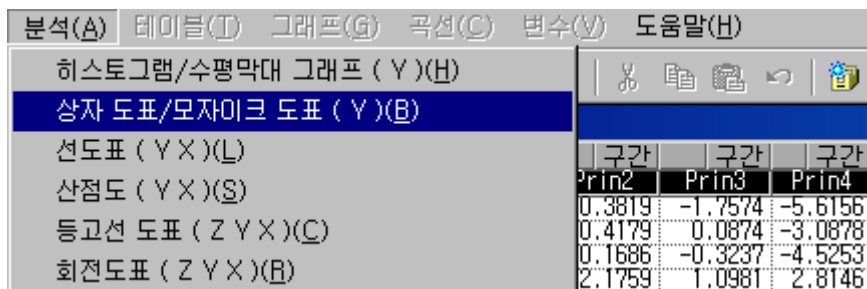 분석(A) 테이블(T) 그래프(G) 곡선(C) 변수(V) 도움말(H)
히스토그램/수평막대 그래프 ( Y )(H)
상자 도표/모자이크 도표 ( Y )(B)
선도표 ( Y X )(L)
산점도 ( Y X )(S)
등고선 도표 ( Z Y X )(C)
회전도표 ( Z Y X )(R)
구간 구간 구간
Prin2 Prin3 Prin4
0.3819 -1.7574 -5.6156
0.4179 0.0874 -3.0878
0.1686 -0.3237 -4.5253
2.1759 1.0981 2.8146